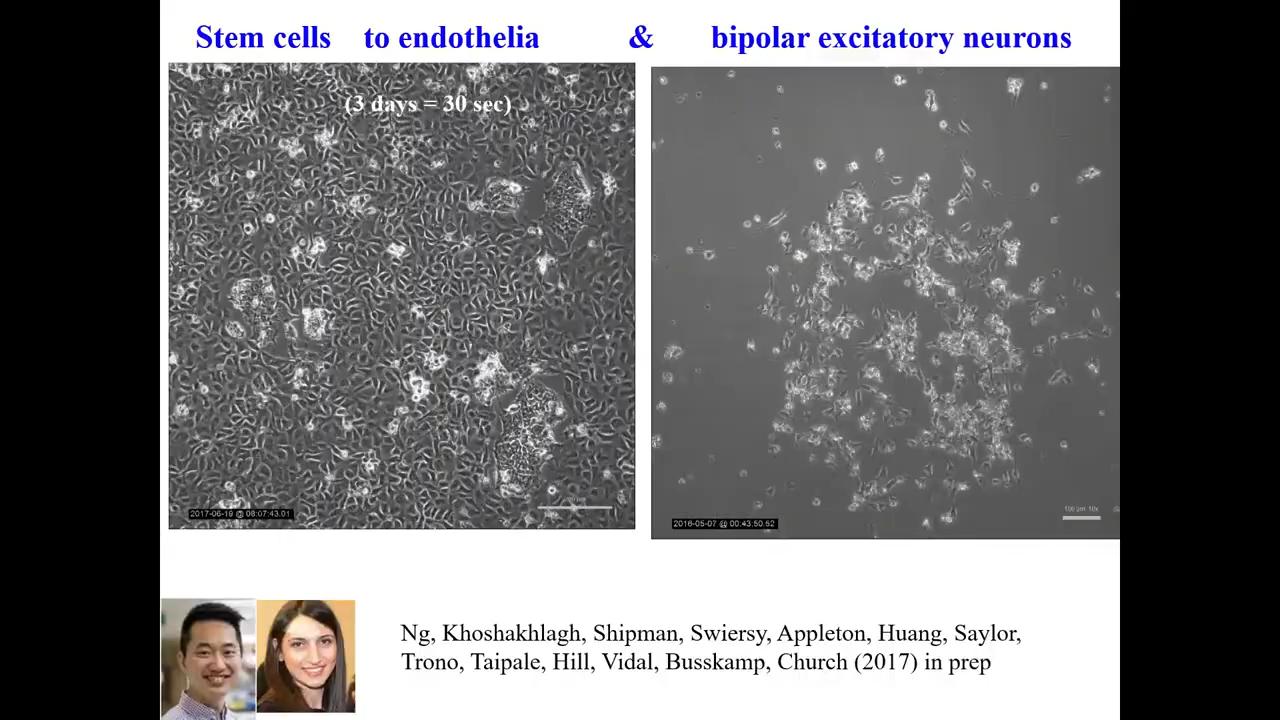 Stem cells to endothelia & bipolar excitatory neurons
(3 days = 30 sec)
2017-06-19 @ 08:07:43.01
2016-05-07 @ 00:43:50.52
100 µm 10x
Ng, Khoshakhlagh, Shipman, Swiersy, Appleton, Huang, Saylor,
Trono, Taipale, Hill, Vidal, Busskamp, Church (2017) in prep